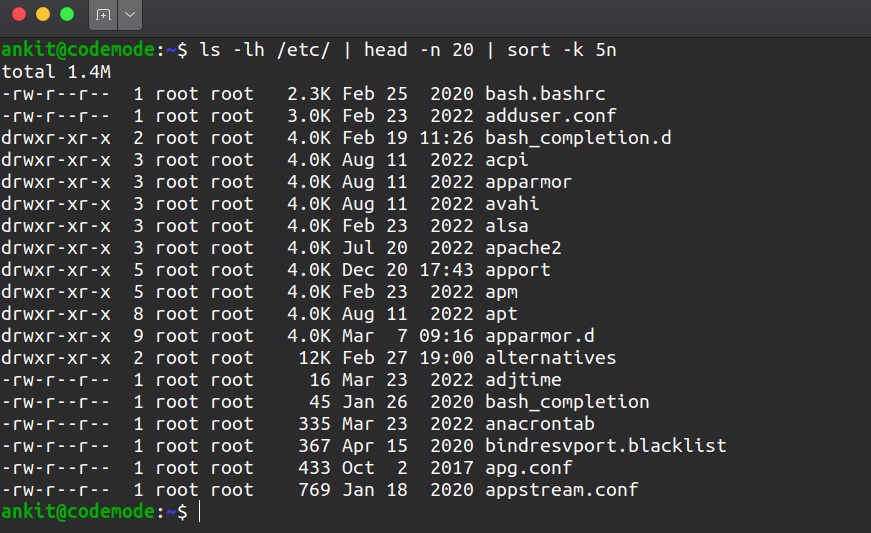 ankit@codemode:~$ ls -lh /etc/ | head -n 20 | sort -k 5n
total 1.4M
-rw-r--r--  1 root root   2.3K Feb 25  2020 bash.bashrc
-rw-r--r--  1 root root   3.0K Feb 23  2022 adduser.conf
drwxr-xr-x  2 root root   4.0K Feb 19 11:26 bash_completion.d
drwxr-xr-x  3 root root   4.0K Aug 11  2022 acpi
drwxr-xr-x  3 root root   4.0K Aug 11  2022 apparmor
drwxr-xr-x  3 root root   4.0K Aug 11  2022 avahi
drwxr-xr-x  3 root root   4.0K Feb 23  2022 alsa
drwxr-xr-x  3 root root   4.0K Jul 20  2022 apache2
drwxr-xr-x  5 root root   4.0K Dec 20 17:43 apport
drwxr-xr-x  5 root root   4.0K Feb 23  2022 apm
drwxr-xr-x  8 root root   4.0K Aug 11  2022 apt
drwxr-xr-x  9 root root   4.0K Mar  7 09:16 apparmor.d
drwxr-xr-x  2 root root    12K Feb 27 19:00 alternatives
-rw-r--r--  1 root root     16 Mar 23  2022 adjtime
-rw-r--r--  1 root root     45 Jan 26  2020 bash_completion
-rw-r--r--  1 root root    335 Mar 23  2022 anacrontab
-rw-r--r--  1 root root    367 Apr 15  2020 bindresvport.blacklist
-rw-r--r--  1 root root    433 Oct  2  2017 apg.conf
-rw-r--r--  1 root root    769 Jan 18  2020 appstream.conf
ankit@codemode:~$